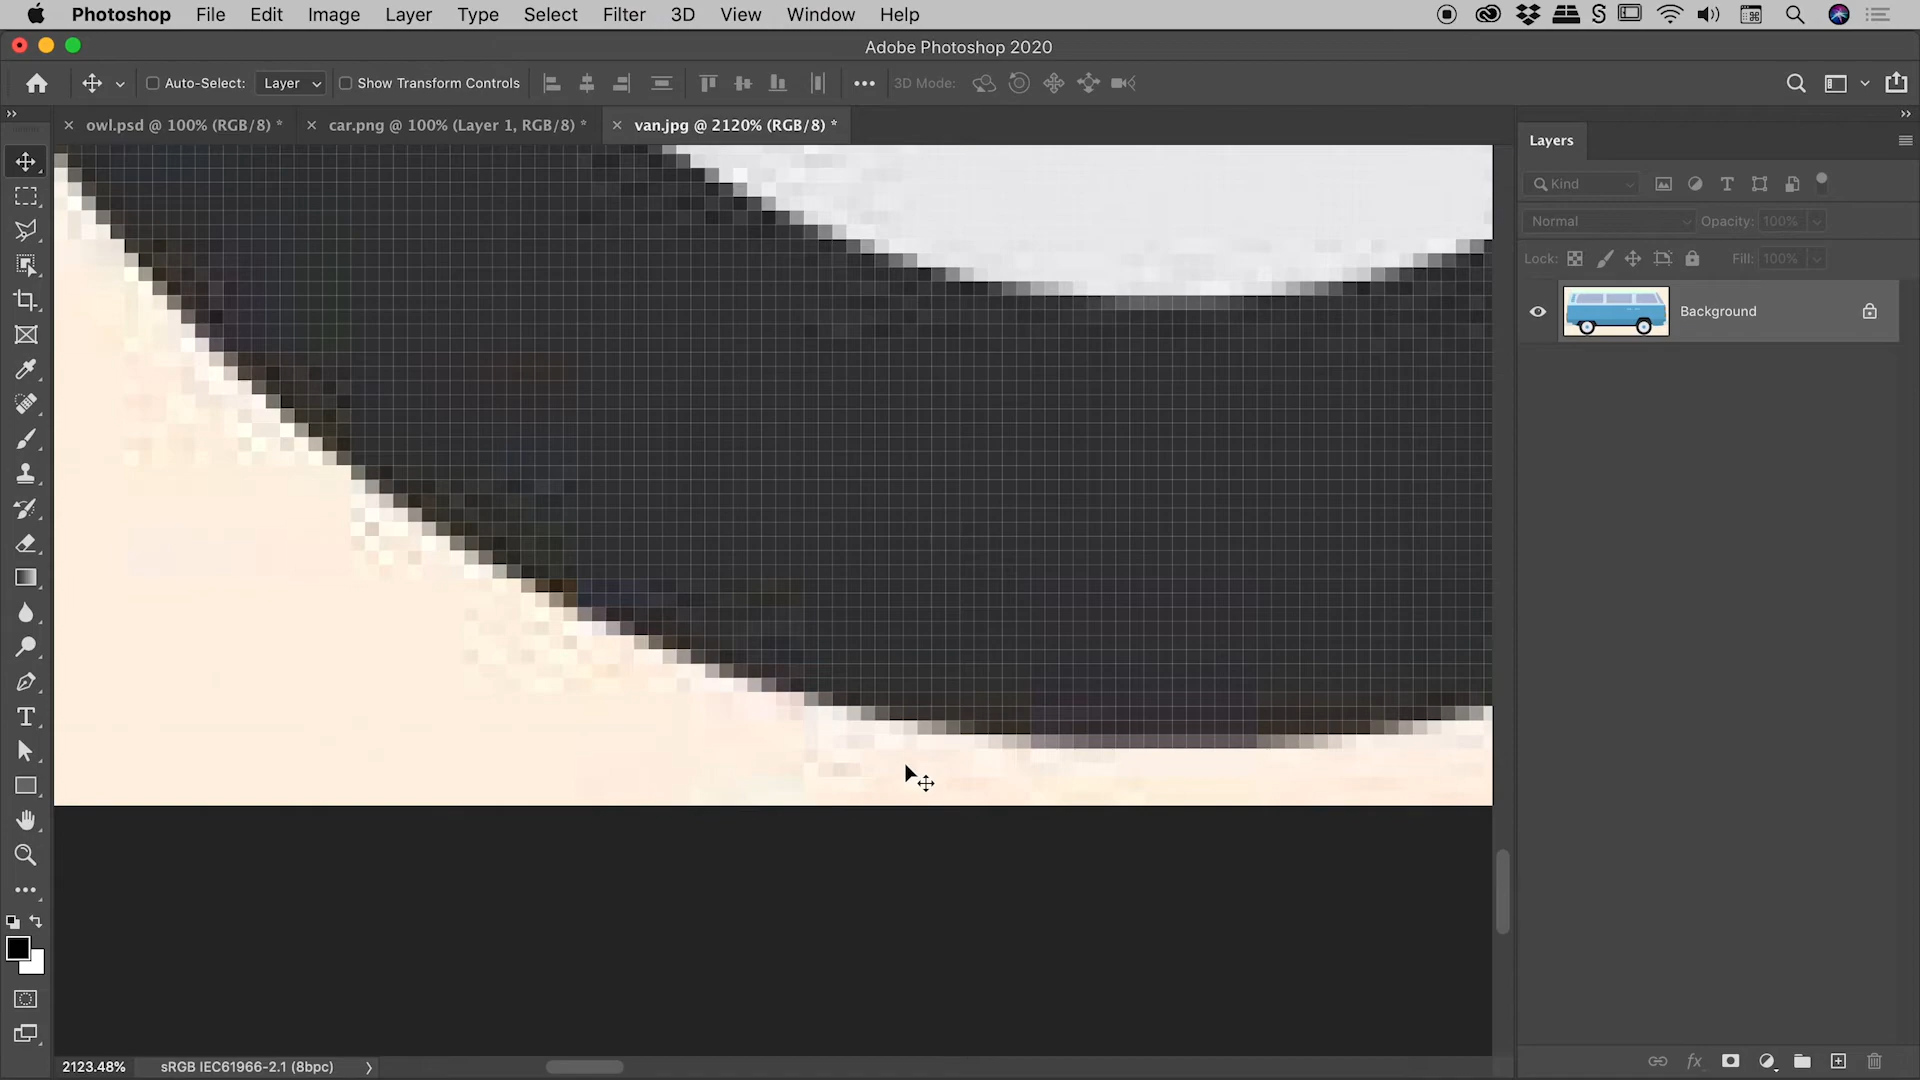 Photoshop File Edit Image Layer Type Select Filter 3D View Window Help
Adobe Photoshop 2020
Auto-Select: Layer Show Transform Controls 3D Mode:
owl.psd @ 100% (RGB/8) * car.png @ 100% (Layer 1, RGB/8) * van.jpg @ 2120% (RGB/8) *
Layers
Kind
Normal Opacity: 100%
Lock: Fill: 100%
Background
2123.48% sRGB IEC61966-2.1 (8bpc)